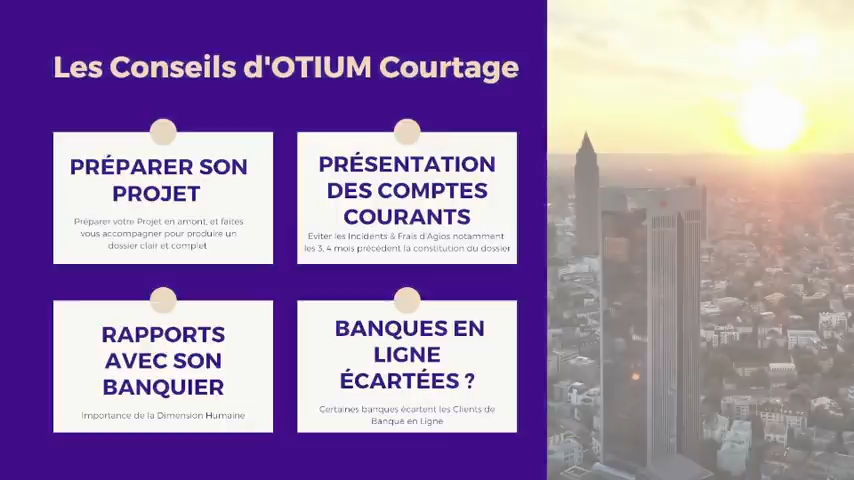 Les Conseils d'OTIUM Courtage
PRÉPARER SON
PROJET
Préparer votre Projet en amont, et faites
vous accompagner pour produire un
dossier clair et complet
PRÉSENTATION
DES COMPTES
COURANTS
Eviter les Incidents & Frais d'Agios notamment
les 3, 4 mois précédent la constitution du dossier
RAPPORTS
AVEC SON
BANQUIER
Importance de la Dimension Humaine
BANQUES EN
LIGNE
ÉCARTÉES ?
Certaines banques écartent les Clients de
Banque en Ligne